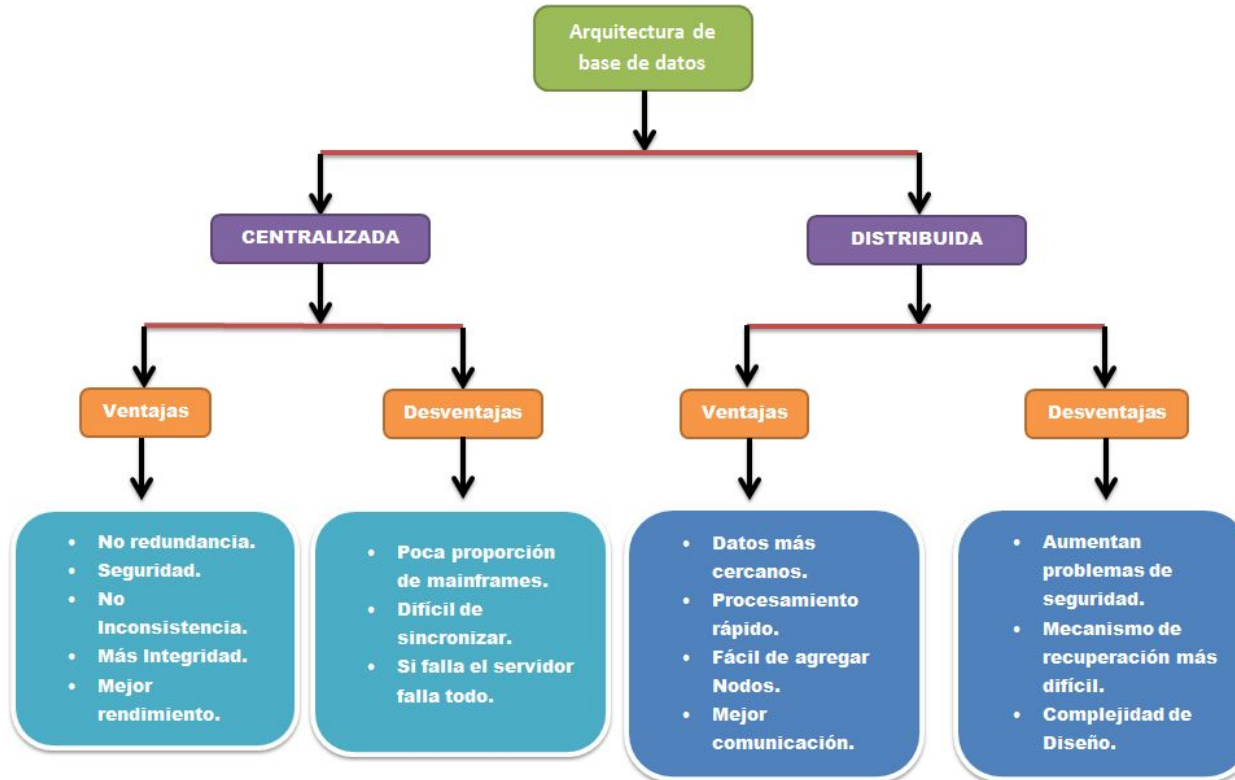 Arquitectura de
base de datos
CENTRALIZADA
DISTRIBUIDA
Ventajas
Desventajas
Ventajas
Desventajas
• No redundancia.
• Seguridad.
• No
Inconsistencia.
• Más Integridad.
• Mejor
rendimiento.
• Poca proporción
de mainframes.
• Difícil de
sincronizar.
• Si falla el servidor
falla todo.
• Datos más
cercanos.
• Procesamiento
rápido.
• Fácil de agregar
Nodos.
• Mejor
comunicación.
• Aumentan
problemas de
seguridad.
• Mecanismo de
recuperación más
difícil.
• Complejidad de
Diseño.